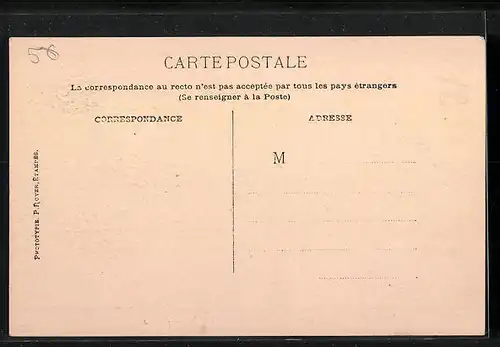 56
CARTE POSTALE
La correspondance au recto n'est pas acceptée par tous les pays étrangers
(Se renseigner à la Poste)
CORRESPONDANCE
ADRESSE
M
PHOTOTYPIE. P. ROYER, ÉTAMPES.